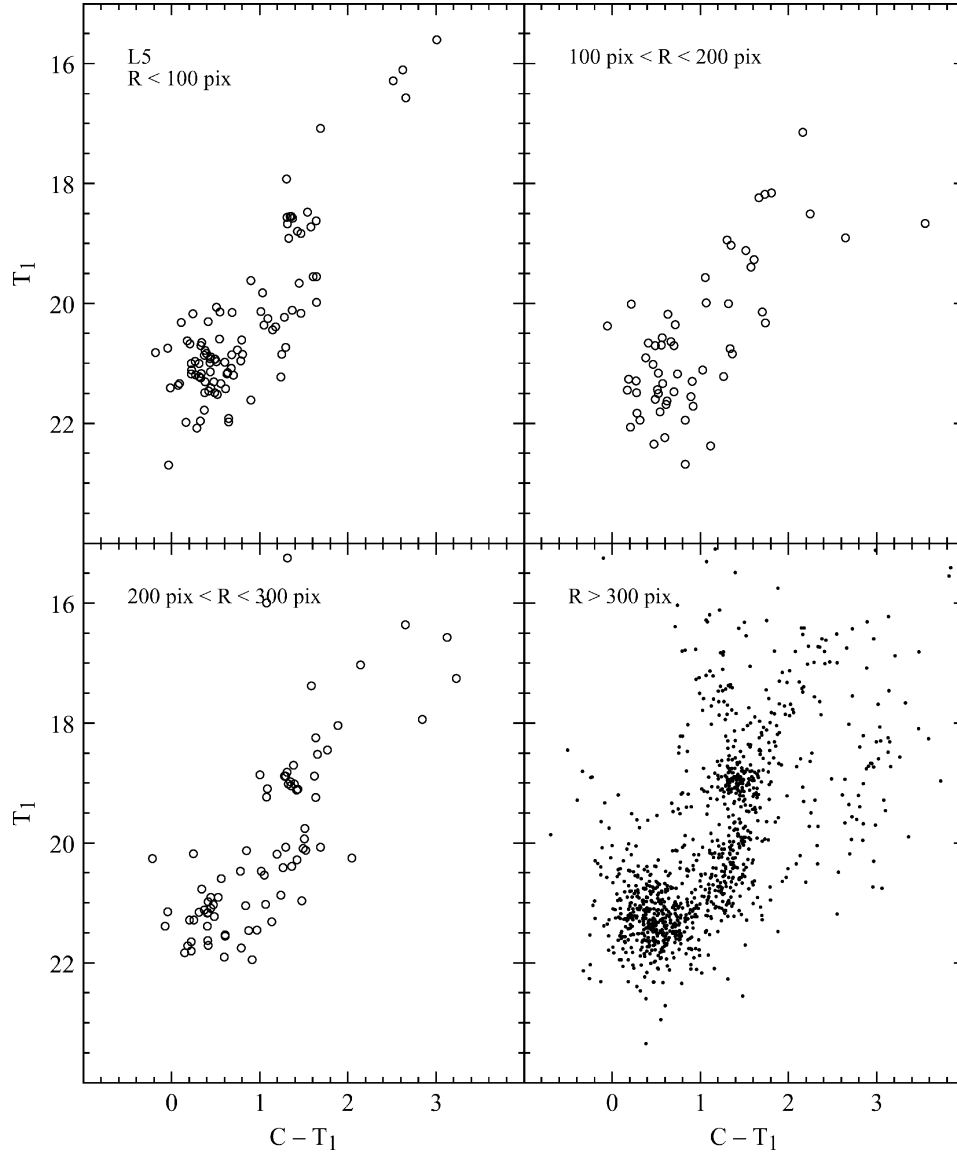 L5
R < 100 pix
100 pix < R < 200 pix
16
18
20
22
T1
200 pix < R < 300 pix
R > 300 pix
16
18
20
22
T1
0 1 2 3
0 1 2 3
C – T1
C – T1